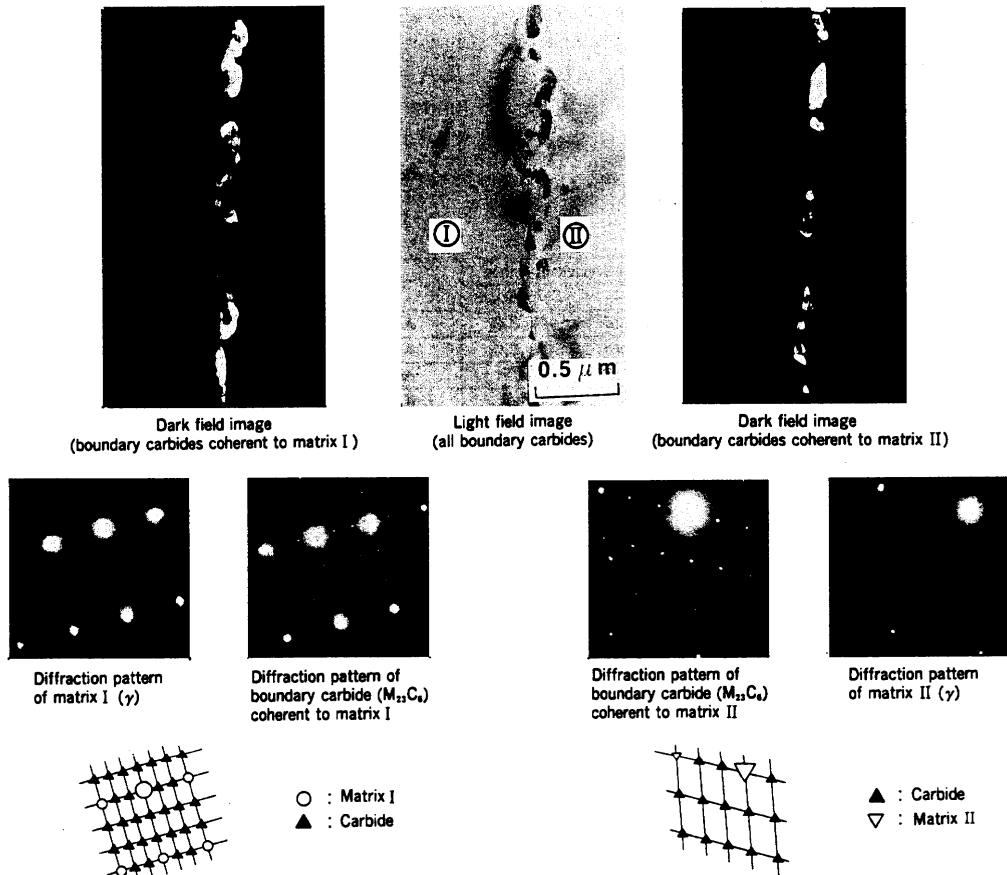 Ⓘ
Ⅱ
0.5 μm
Dark field image
(boundary carbides coherent to matrix Ⅰ)
Light field image
(all boundary carbides)
Dark field image
(boundary carbides coherent to matrix Ⅱ)
Diffraction pattern
of matrix Ⅰ (γ)
Diffraction pattern of
boundary carbide (M₂₃C₆)
coherent to matrix Ⅰ
Diffraction pattern of
boundary carbide (M₂₃C₆)
coherent to matrix Ⅱ
Diffraction pattern
of matrix Ⅱ (γ)
○ : Matrix Ⅰ
▲ : Carbide
▲ : Carbide
▽ : Matrix Ⅱ